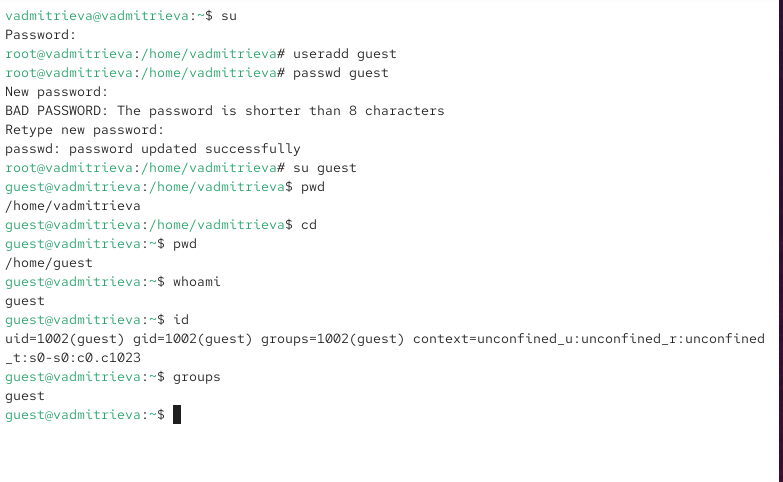 vadmitrieva@vadmitrieva:~$ su
Password:
root@vadmitrieva:/home/vadmitrieva# useradd guest
root@vadmitrieva:/home/vadmitrieva# passwd guest
New password:
BAD PASSWORD: The password is shorter than 8 characters
Retype new password:
passwd: password updated successfully
root@vadmitrieva:/home/vadmitrieva# su guest
guest@vadmitrieva:/home/vadmitrieva$ pwd
/home/vadmitrieva
guest@vadmitrieva:/home/vadmitrieva$ cd
guest@vadmitrieva:~$ pwd
/home/guest
guest@vadmitrieva:~$ whoami
guest
guest@vadmitrieva:~$ id
uid=1002(guest) gid=1002(guest) groups=1002(guest) context=unconfined_u:unconfined_r:unconfined
_t:s0-s0:c0.c1023
guest@vadmitrieva:~$ groups
guest
guest@vadmitrieva:~$